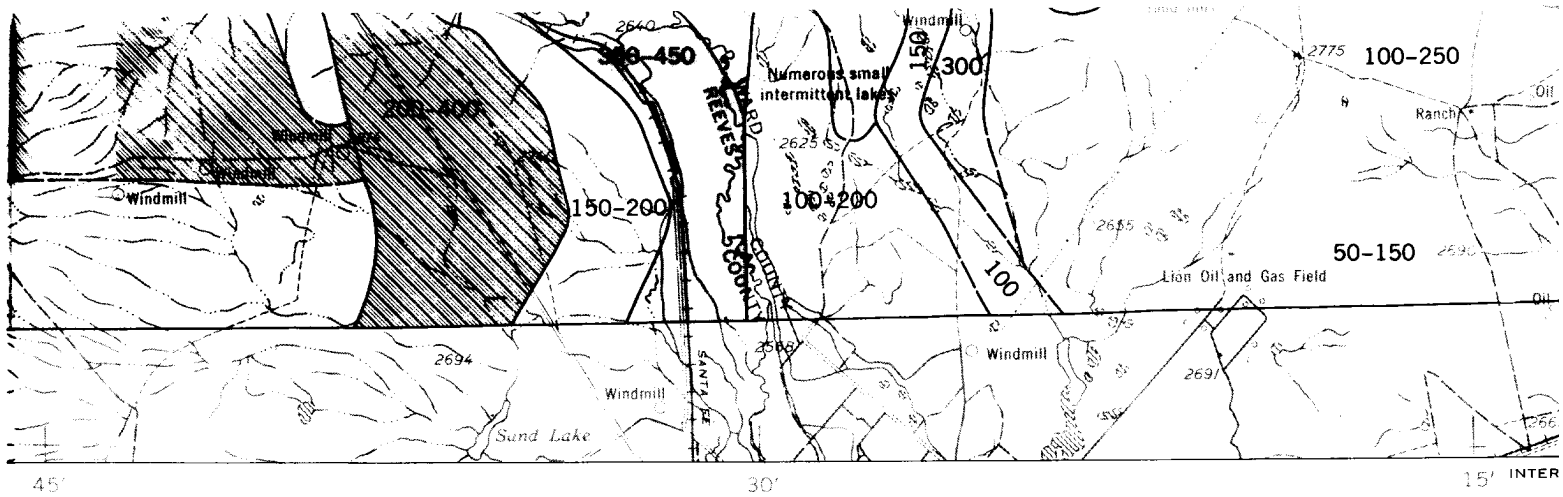 2640
Windmill
150
300
2775
100-250
Numerous small
intermittent lakes
WARD
REEVES
200-400
Windmill
Oil
Ranch
2625
Windmill
Windmill
150-200
100-200
2655
50-150
2690
COUNTY
COUNTY
100
Lion Oil and Gas Field
Oil
2694
SANTA FE
2568
Windmill
2691
Windmill
Sand Lake
45'
30'
15'
INTER